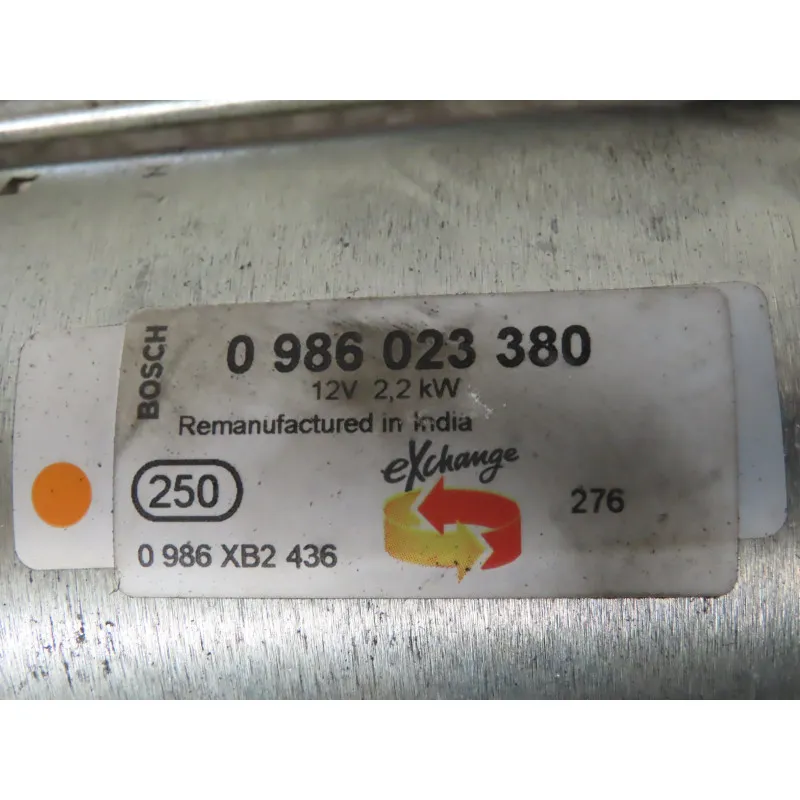 BOSCH
0 986 023 380
12V 2,2 kW
Remanufactured in India
eXchange
250
276
0 986 XB2 436